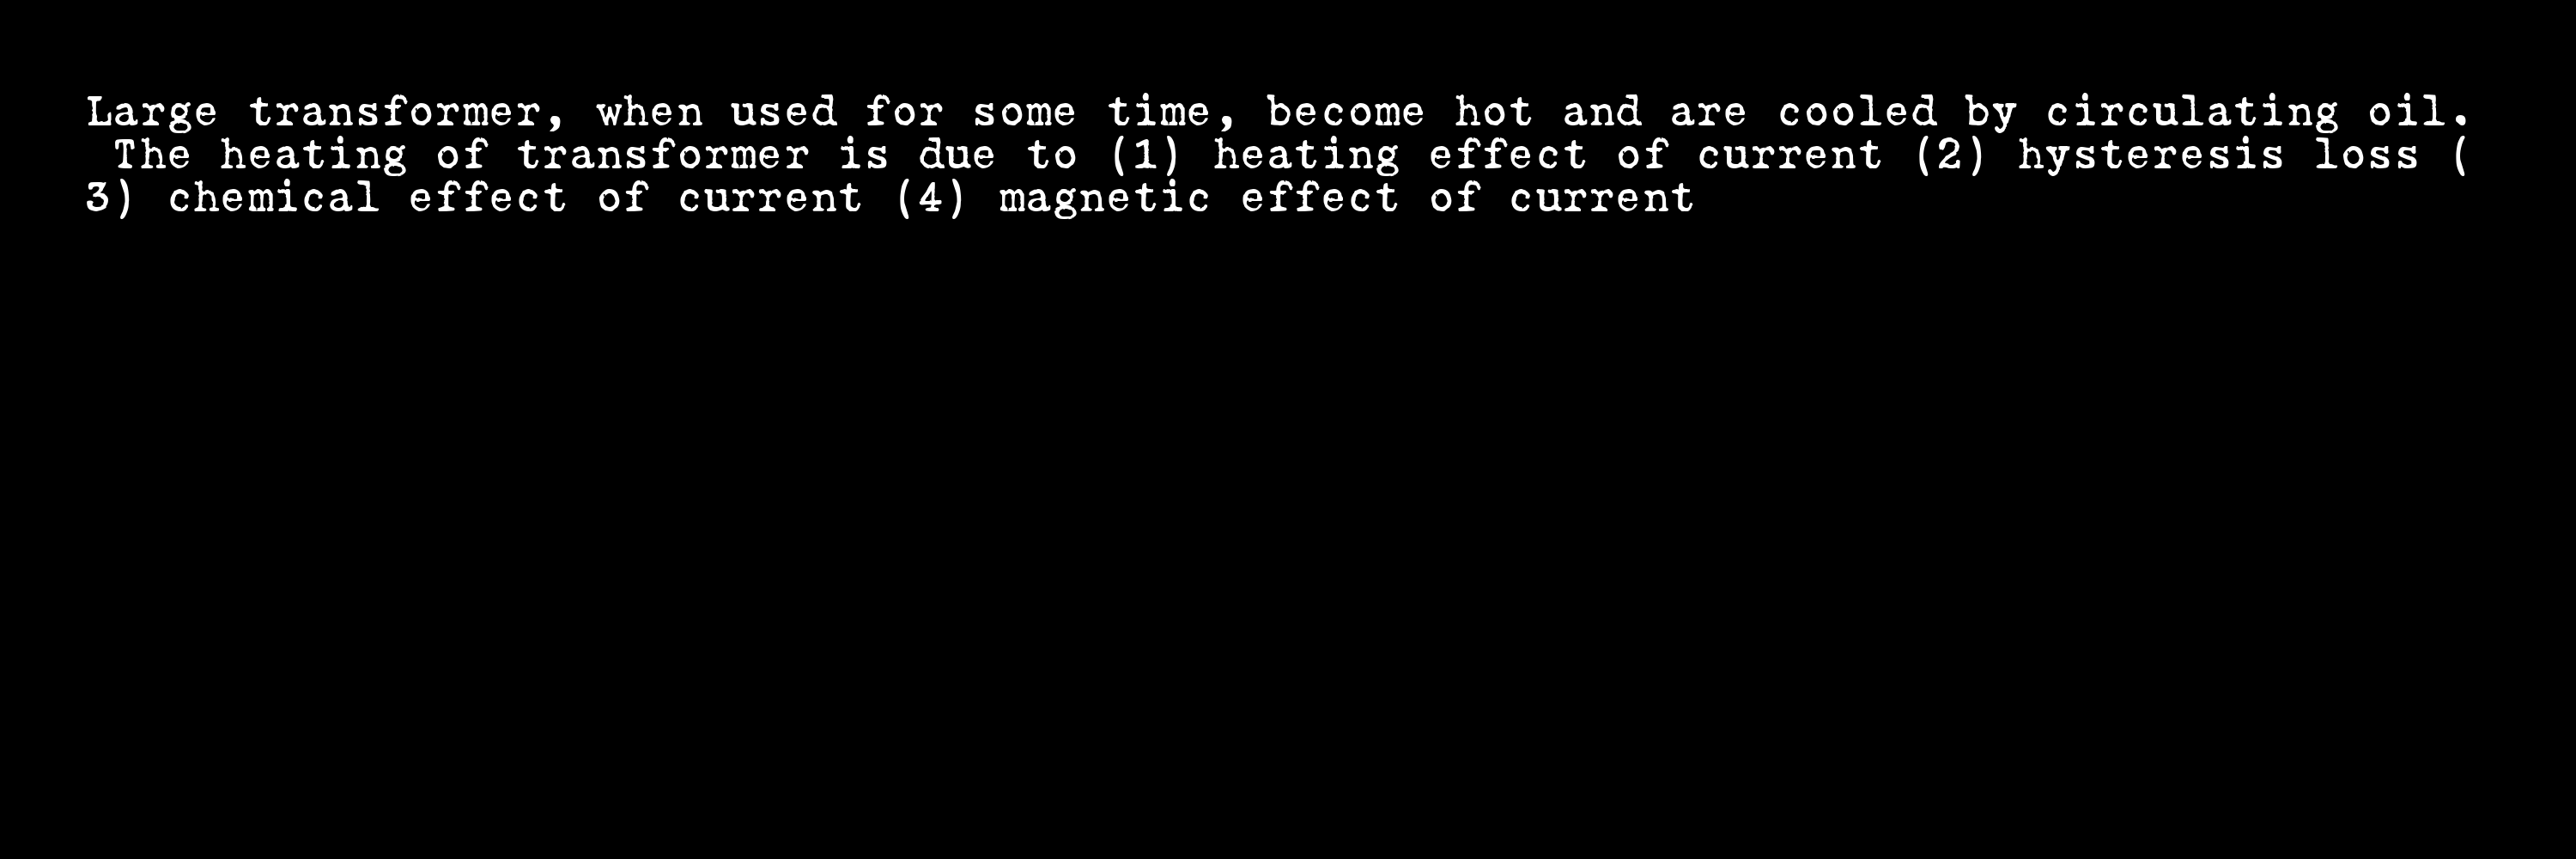 Large transformer, when used for some time, become hot and are cooled by circulating oil.
The heating of transformer is due to (1) heating effect of current (2) hysteresis loss (
3) chemical effect of current (4) magnetic effect of current